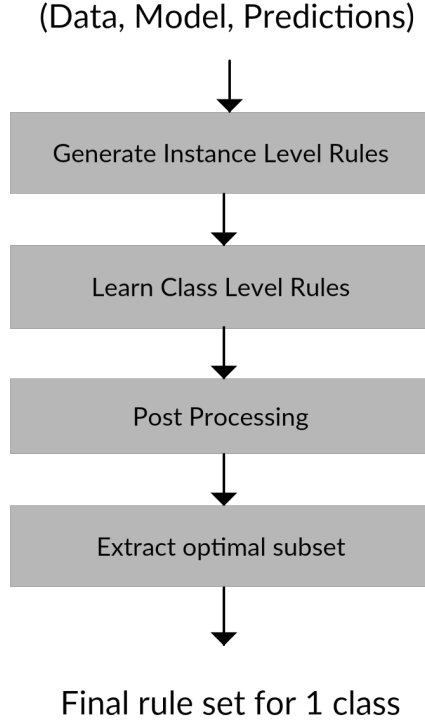 (Data, Model, Predictions)
Generate Instance Level Rules
Learn Class Level Rules
Post Processing
Extract optimal subset
Final rule set for 1 class